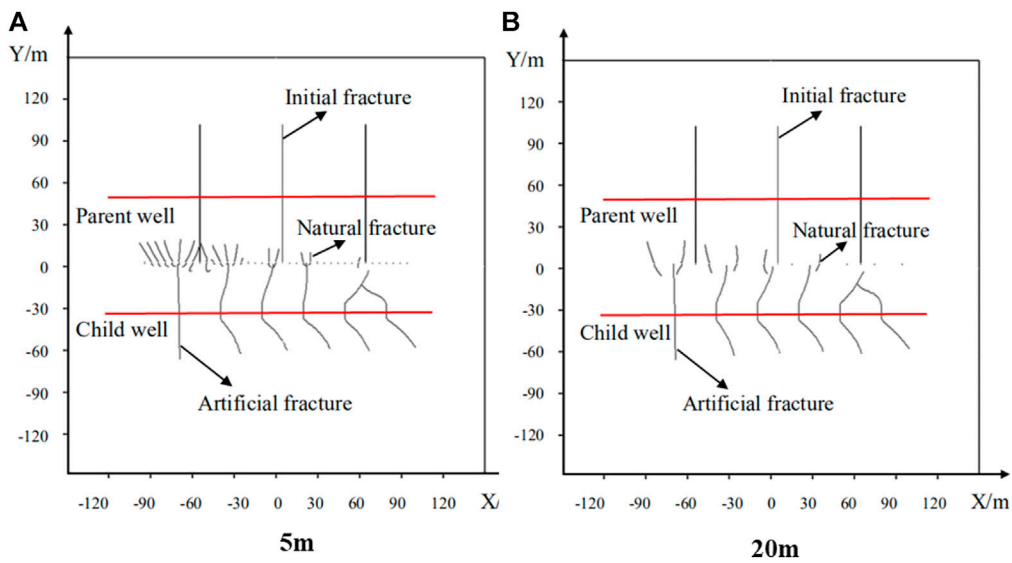 A
Y/m
120
90
60
30
0
-30
-60
-90
-120
Initial fracture
Parent well
Natural fracture
Child well
Artificial fracture
-120 -90 -60 -30 0 30 60 90 120 X/
5m
B
Y/m
120
90
60
30
0
-30
-60
-90
-120
Initial fracture
Parent well
Natural fracture
Child well
Artificial fracture
-120 -90 -60 -30 0 30 60 90 120 X/m
20m